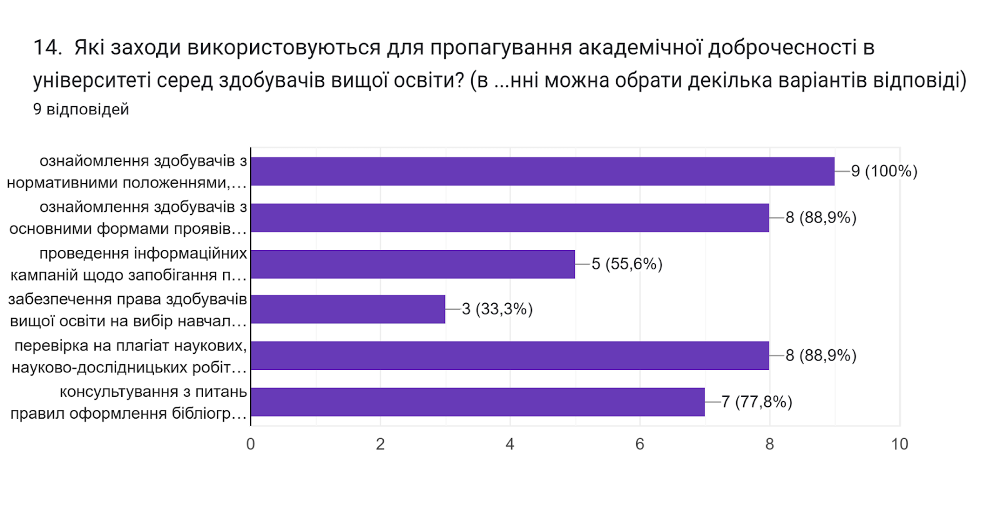 14.  Які заходи використовуються для пропагування академічної доброчесності в
університеті серед здобувачів вищої освіти? (в ...нні можна обрати декілька варіантів відповіді)
9 відповідей
ознайомлення здобувачів з
нормативними положеннями,…
9 (100%)
ознайомлення здобувачів з
основними формами проявів…
8 (88,9%)
проведення інформаційних
кампаній щодо запобігання п…
5 (55,6%)
забезпечення права здобувачів
вищої освіти на вибір навчал…
3 (33,3%)
перевірка на плагіат наукових,
науково-дослідницьких робіт…
8 (88,9%)
консультування з питань
правил оформлення бібліогр…
7 (77,8%)
0 2 4 6 8 10